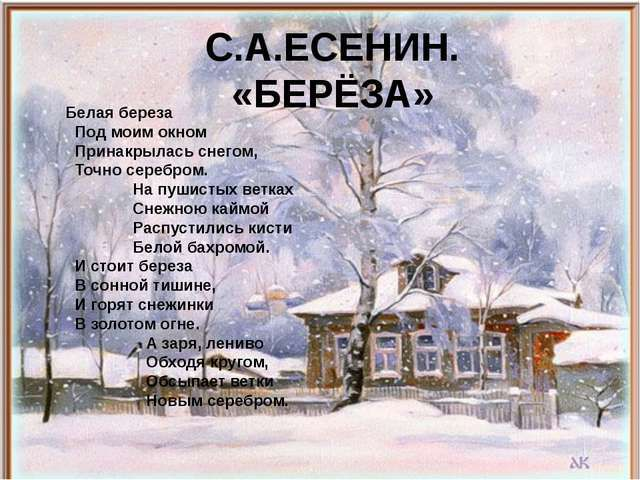 С.А.ЕСЕНИН.
«БЕРЁЗА»
Белая береза
Под моим окном
Принакрылась снегом,
Точно серебром.
На пушистых ветках
Снежною каймой
Распустились кисти
Белой бахромой.
И стоит береза
В сонной тишине,
И горят снежинки
В золотом огне.
А заря, лениво
Обходя кругом,
Обсыпает ветки
Новым серебром.
АК